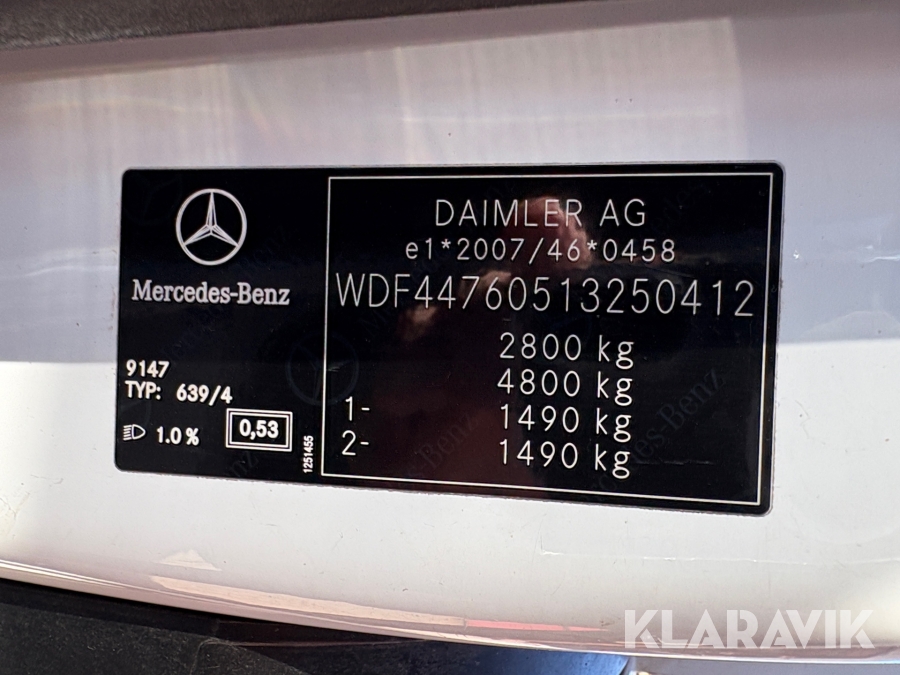 Mercedes-Benz
9147
TYP: 639/4
1.0 %
0,53
1251455
DAIMLER AG
e1*2007/46*0458
WDF44760513250412
2800 kg
4800 kg
1- 1490 kg
2- 1490 kg
KLARAVIK